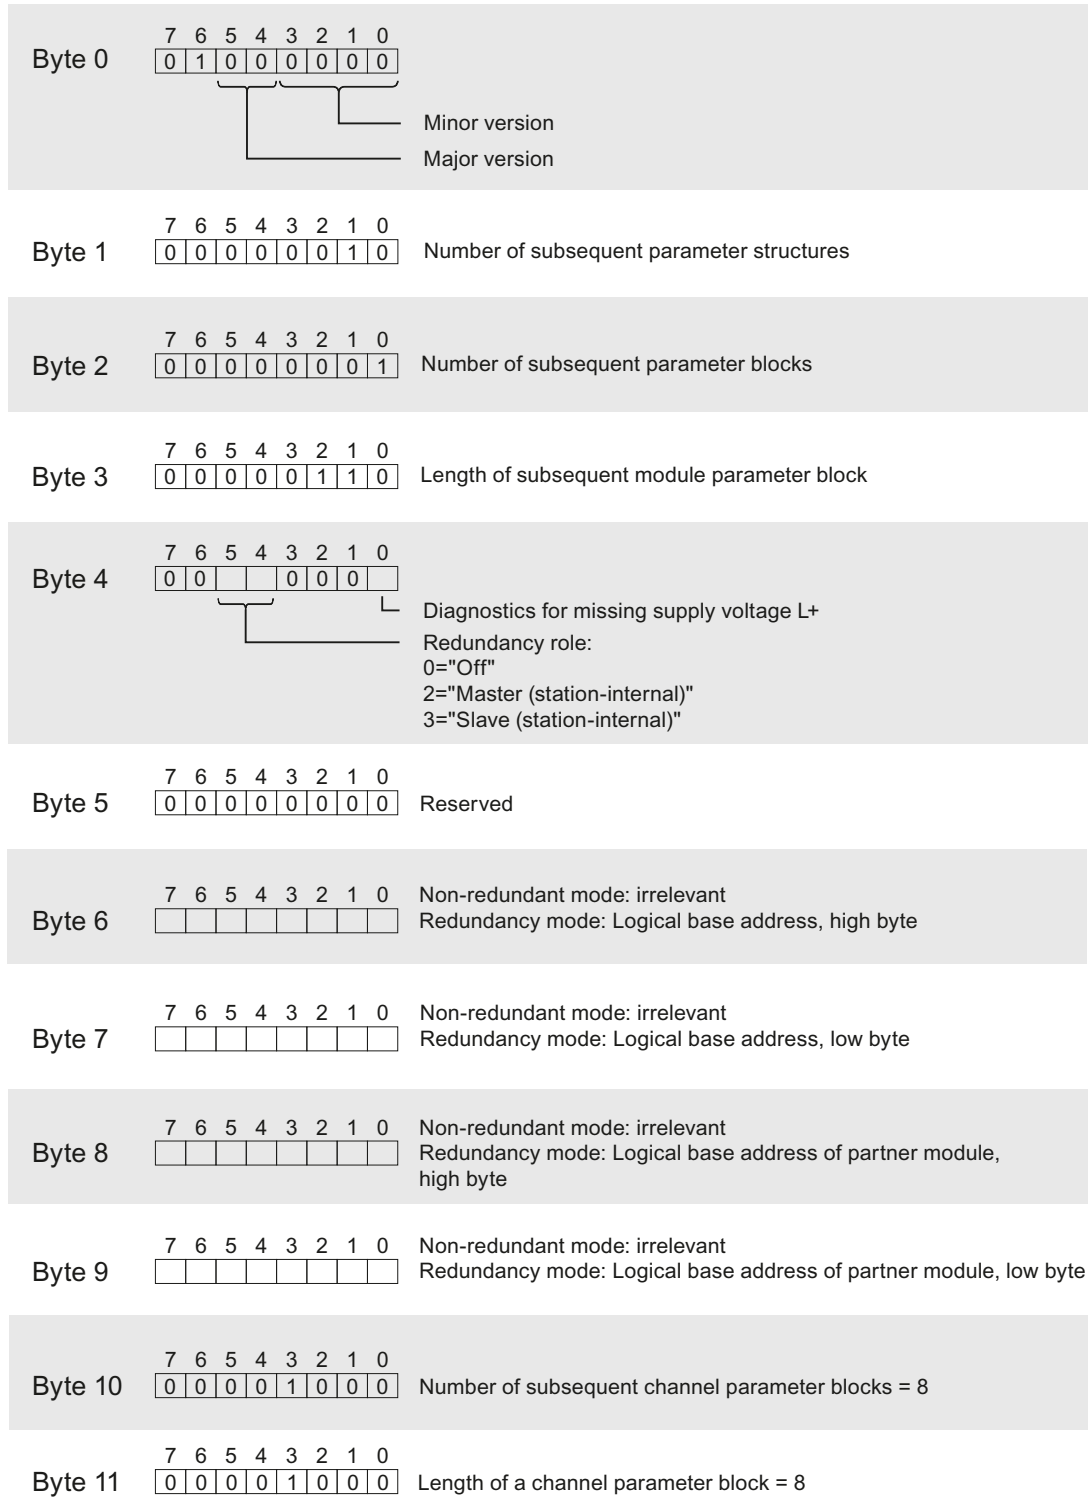 7 6 5 4 3 2 1 0
Byte 0 0 1 0 0 0 0 0 0
Minor version
Major version
7 6 5 4 3 2 1 0
Byte 1 0 0 0 0 0 0 1 0 Number of subsequent parameter structures
7 6 5 4 3 2 1 0
Byte 2 0 0 0 0 0 0 0 1 Number of subsequent parameter blocks
7 6 5 4 3 2 1 0
Byte 3 0 0 0 0 0 1 1 0 Length of subsequent module parameter block
7 6 5 4 3 2 1 0
Byte 4 0 0 0 0 0
Diagnostics for missing supply voltage L+
Redundancy role:
0="Off"
2="Master (station-internal)"
3="Slave (station-internal)"
7 6 5 4 3 2 1 0
Byte 5 0 0 0 0 0 0 0 0 Reserved
7 6 5 4 3 2 1 0 Non-redundant mode: irrelevant
Byte 6 Redundancy mode: Logical base address, high byte
7 6 5 4 3 2 1 0 Non-redundant mode: irrelevant
Byte 7 Redundancy mode: Logical base address, low byte
7 6 5 4 3 2 1 0 Non-redundant mode: irrelevant
Byte 8 Redundancy mode: Logical base address of partner module,
high byte
7 6 5 4 3 2 1 0 Non-redundant mode: irrelevant
Byte 9 Redundancy mode: Logical base address of partner module, low byte
7 6 5 4 3 2 1 0
Byte 10 0 0 0 0 1 0 0 0 Number of subsequent channel parameter blocks = 8
7 6 5 4 3 2 1 0
Byte 11 0 0 0 0 1 0 0 0 Length of a channel parameter block = 8